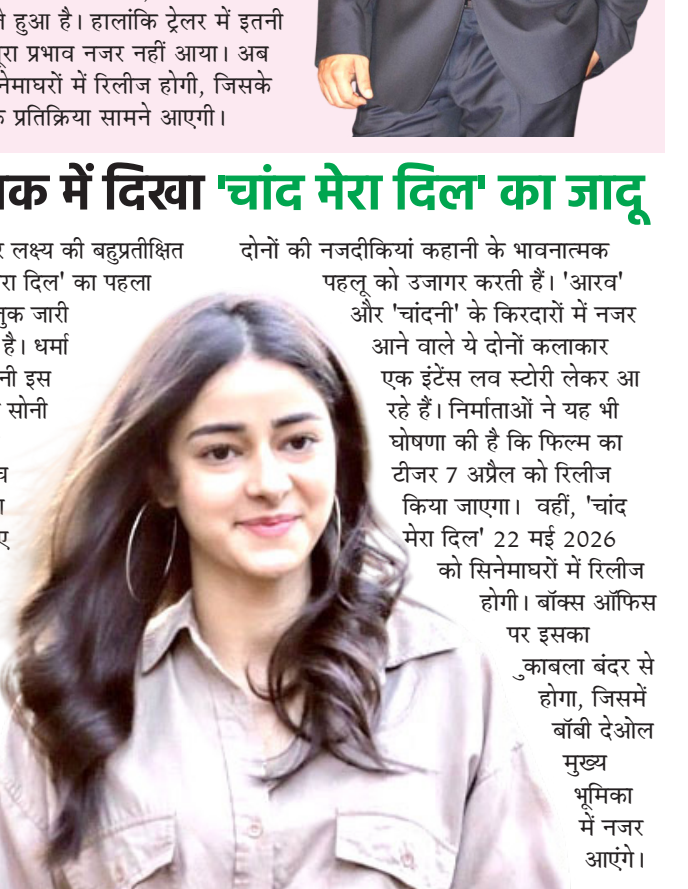 हुआ है। हालांकि ट्रेलर में इतनी
प्रभाव नजर नहीं आया। अब
में रिलीज होगी, जिसके
प्रतिक्रिया सामने आएगी।
में दिखा 'चांद मेरा दिल' का जादू
लक्ष्य की बहुप्रतीक्षित
दिल' का पहला
जारी
है। धर्मा
इस
सोनी
दोनों की नजदीकियां कहानी के भावनात्मक
पहलू को उजागर करती हैं। 'आरव'
और 'चांदनी' के किरदारों में नजर
आने वाले ये दोनों कलाकार
एक इंटेंस लव स्टोरी लेकर आ
रहे हैं। निर्माताओं ने यह भी
घोषणा की है कि फिल्म का
टीजर 7 अप्रैल को रिलीज
किया जाएगा। वहीं, 'चांद
मेरा दिल' 22 मई 2026
को सिनेमाघरों में रिलीज
होगी। बॉक्स ऑफिस
पर इसका
बंदर से
होगा, जिसमें
बॉबी देओल
मुख्य
भूमिका
में नजर
आएंगे।